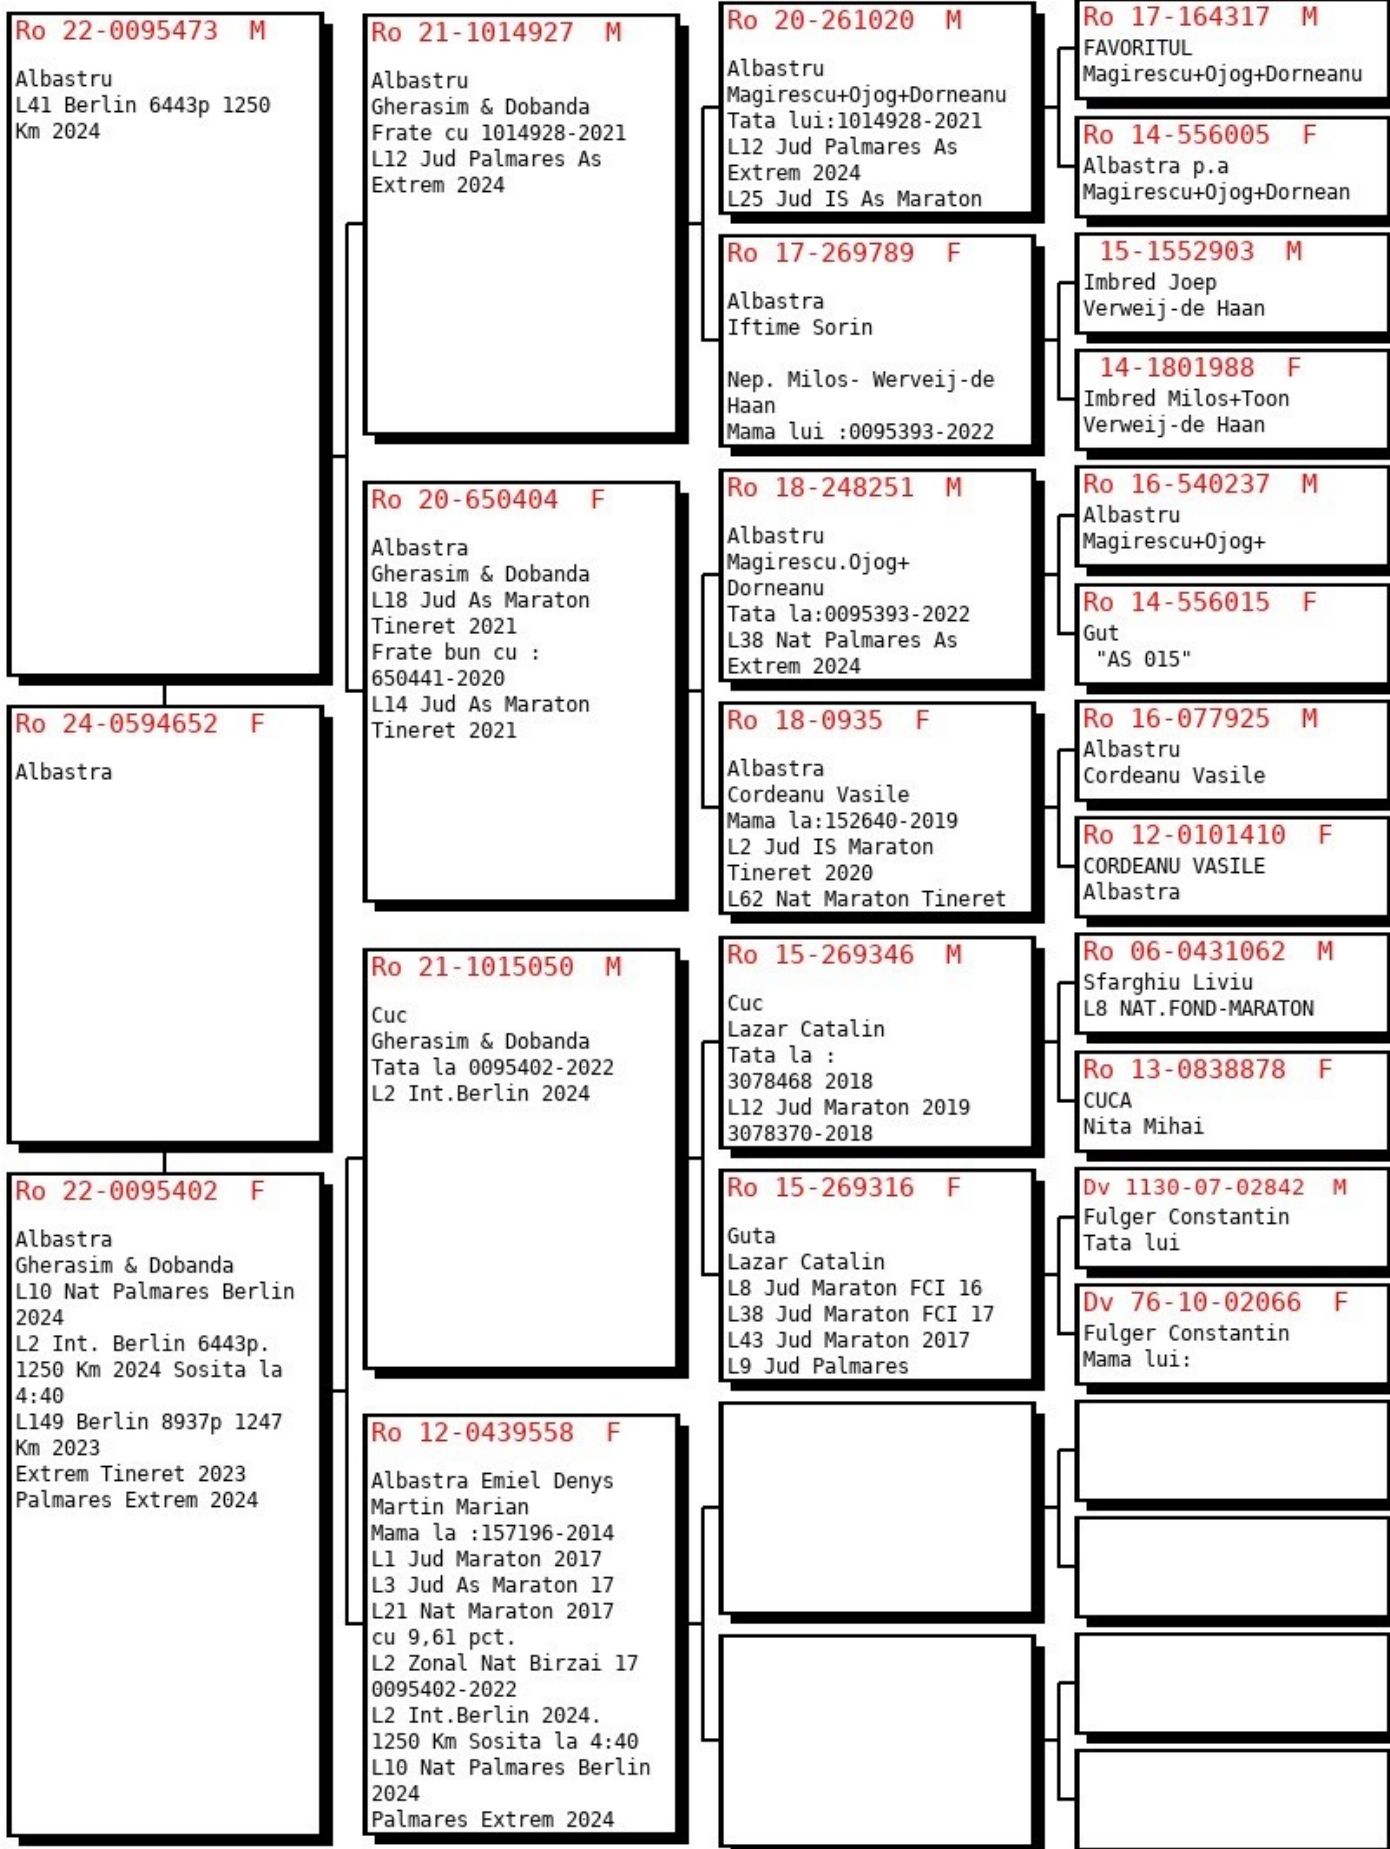 Ro 22-0095473  M
Albastru
L41 Berlin 6443p 1250
Km 2024
Ro 24-0594652  F
Albastra
Ro 22-0095402  F
Albastra
Gherasim & Dobanda
L10 Nat Palmares Berlin
2024
L2 Int. Berlin 6443p.
1250 Km 2024 Sosita la
4:40
L149 Berlin 8937p 1247
Km 2023
Extrem Tineret 2023
Palmares Extrem 2024
Ro 21-1014927  M
Albastru
Gherasim & Dobanda
Frate cu 1014928-2021
L12 Jud Palmares As
Extrem 2024
Ro 20-650404  F
Albastra
Gherasim & Dobanda
L18 Jud As Maraton
Tineret 2021
Frate bun cu :
650441-2020
L14 Jud As Maraton
Tineret 2021
Ro 21-1015050  M
Cuc
Gherasim & Dobanda
Tata la 0095402-2022
L2 Int.Berlin 2024
Ro 12-0439558  F
Albastra Emiel Denys
Martin Marian
Mama la :157196-2014
L1 Jud Maraton 2017
L3 Jud As Maraton 17
L21 Nat Maraton 2017
cu 9,61 pct.
L2 Zonal Nat Birzai 17
0095402-2022
L2 Int.Berlin 2024.
1250 Km Sosita la 4:40
L10 Nat Palmares Berlin
2024
Palmares Extrem 2024
Ro 20-261020  M
Albastru
Magirescu+Ojog+Dorneanu
Tata lui:1014928-2021
L12 Jud Palmares As
Extrem 2024
L25 Jud IS As Maraton
Ro 17-269789  F
Albastra
Iftime Sorin
Nep. Milos- Werveij-de
Haan
Mama lui :0095393-2022
Ro 18-248251  M
Albastru
Magirescu.Ojog+
Dorneanu
Tata la:0095393-2022
L38 Nat Palmares As
Extrem 2024
Ro 18-0935  F
Albastra
Cordeanu Vasile
Mama la:152640-2019
L2 Jud IS Maraton
Tineret 2020
L62 Nat Maraton Tineret
Ro 15-269346  M
Cuc
Lazar Catalin
Tata la :
3078468 2018
L12 Jud Maraton 2019
3078370-2018
Ro 15-269316  F
Guta
Lazar Catalin
L8 Jud Maraton FCI 16
L38 Jud Maraton FCI 17
L43 Jud Maraton 2017
L9 Jud Palmares
Ro 17-164317  M
FAVORITUL
Magirescu+Ojog+Dorneanu
Ro 14-556005  F
Albastra p.a
Magirescu+Ojog+Dornean
15-1552903  M
Imbred Joep
Verweij-de Haan
14-1801988  F
Imbred Milos+Toon
Verweij-de Haan
Ro 16-540237  M
Albastru
Magirescu+Ojog+
Ro 14-556015  F
Gut
"AS 015"
Ro 16-077925  M
Albastru
Cordeanu Vasile
Ro 12-0101410  F
CORDEANU VASILE
Albastra
Ro 06-0431062  M
Sfarghiu Liviu
L8 NAT.FOND-MARATON
Ro 13-0838878  F
CUCA
Nita Mihai
Dv 1130-07-02842  M
Fulger Constantin
Tata lui
Dv 76-10-02066  F
Fulger Constantin
Mama lui: